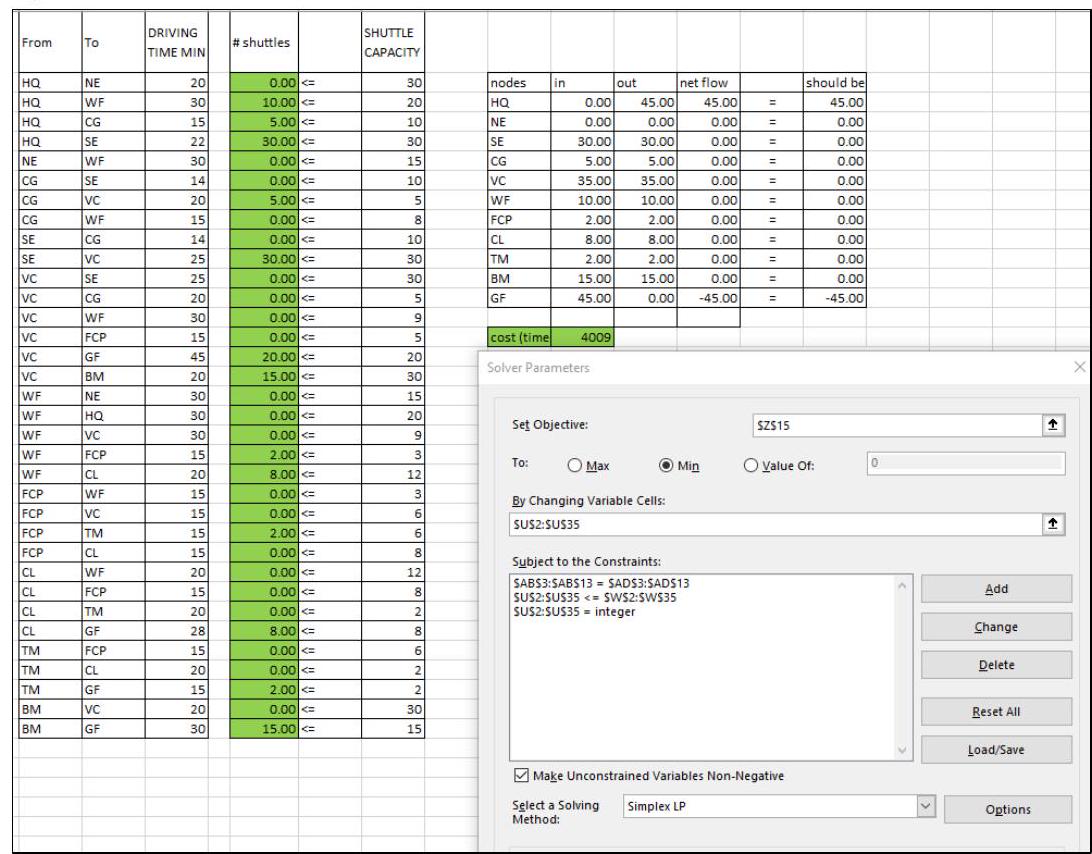 From To DRIVING TIME MIN # shuttles SHUTTLE CAPACITY
HQ NE 20 0.00 <= 30 nodes in out net flow should be
HQ WF 30 10.00 <= 20 HQ 0.00 45.00 45.00 = 45.00
HQ CG 15 5.00 <= 10 NE 0.00 0.00 0.00 = 0.00
HQ SE 22 30.00 <= 30 SE 30.00 30.00 0.00 = 0.00
NE WF 30 0.00 <= 15 CG 5.00 5.00 0.00 = 0.00
CG SE 14 0.00 <= 10 VC 35.00 35.00 0.00 = 0.00
CG VC 20 5.00 <= 5 WF 10.00 10.00 0.00 = 0.00
CG WF 15 0.00 <= 8 FCP 2.00 2.00 0.00 = 0.00
SE CG 14 0.00 <= 10 CL 8.00 8.00 0.00 = 0.00
SE VC 25 30.00 <= 30 TM 2.00 2.00 0.00 = 0.00
VC SE 25 0.00 <= 30 BM 15.00 15.00 0.00 = 0.00
VC CG 20 0.00 <= 5 GF 45.00 0.00 -45.00 = -45.00
VC WF 30 0.00 <= 9
VC FCP 15 0.00 <= 5 cost (time 4009
VC GF 45 20.00 <= 20
VC BM 20 15.00 <= 30
WF NE 30 0.00 <= 15
WF HQ 30 0.00 <= 20
WF VC 30 0.00 <= 9
WF FCP 15 2.00 <= 3
WF CL 20 8.00 <= 12
FCP WF 15 0.00 <= 3
FCP VC 15 0.00 <= 6
FCP TM 15 2.00 <= 6
FCP CL 15 0.00 <= 8
CL WF 20 0.00 <= 12
CL FCP 15 0.00 <= 8
CL TM 20 0.00 <= 2
CL GF 28 8.00 <= 8
TM FCP 15 0.00 <= 6
TM CL 20 0.00 <= 2
TM GF 15 2.00 <= 2
BM VC 20 0.00 <= 30
BM GF 30 15.00 <= 15
Solver Parameters
Set Objective: $Z$15
To: Max Min Value Of: 0
By Changing Variable Cells:
$U$2:$U$35
Subject to the Constraints:
$AB$3:$AB$13 = $AD$3:$AD$13
$U$2:$U$35 <= $W$2:$W$35
$U$2:$U$35 = integer
Add
Change
Delete
Reset All
Load/Save
Make Unconstrained Variables Non-Negative
Select a Solving Method: Simplex LP Options